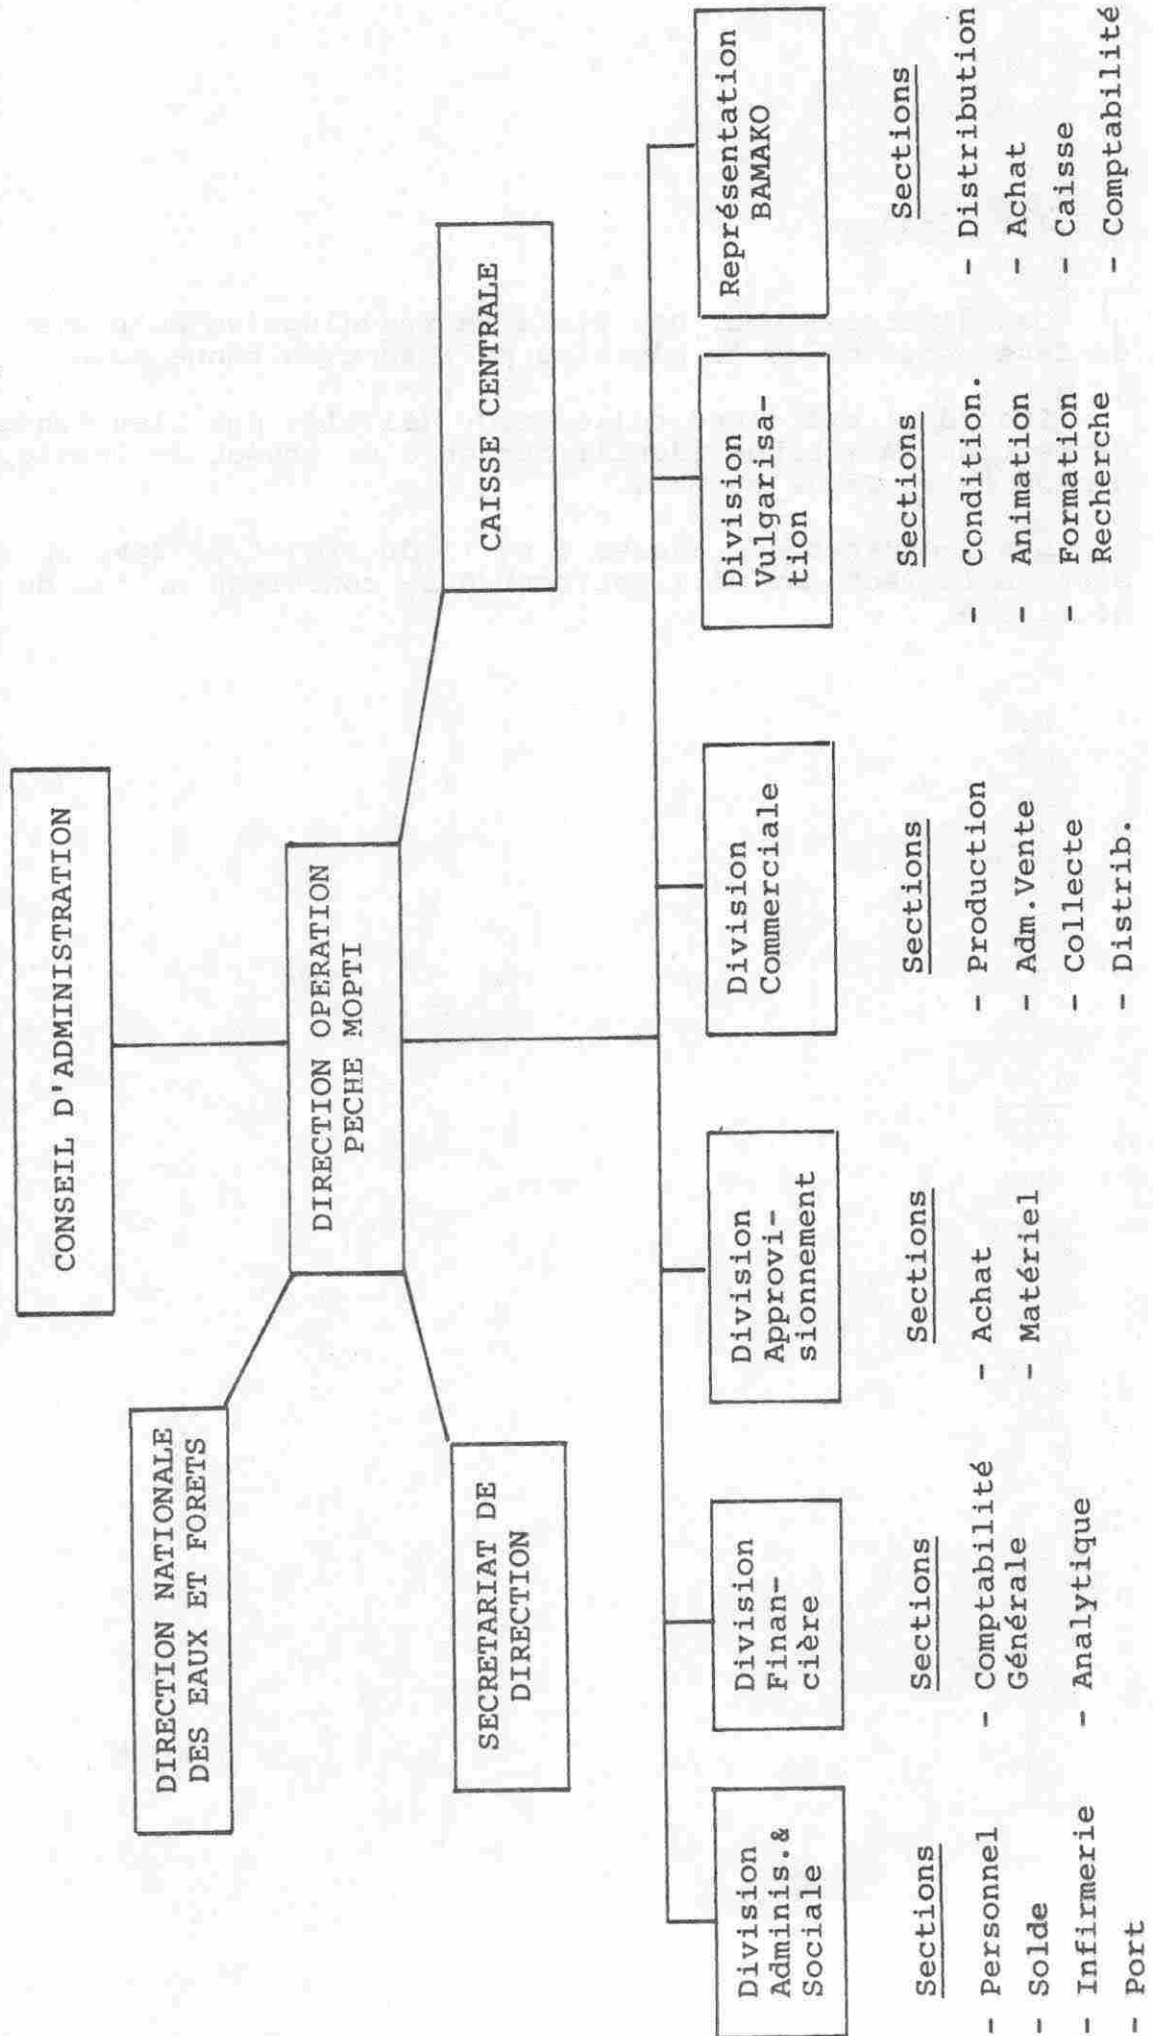 CONSEIL D'ADMINISTRATION
DIRECTION NATIONALE
DES EAUX ET FORETS
DIRECTION OPERATION
PECHE MOPTI
SECRETARIAT DE
DIRECTION
CAISSE CENTRALE
Division
Adminis.&
Sociale
Sections
- Personnel
- Solde
- Infirmerie
- Port
Division
Finan-
cière
Sections
- Comptabilité
Générale
- Analytique
Division
Approvi-
sionnement
Sections
- Achat
- Matériel
Division
Commerciale
Sections
- Production
- Adm.Vente
- Collecte
- Distrib.
Division
Vulgarisa-
tion
Sections
- Condition.
- Animation
- Formation
Recherche
Représentation
BAMAKO
Sections
- Distribution
- Achat
- Caisse
- Comptabilité